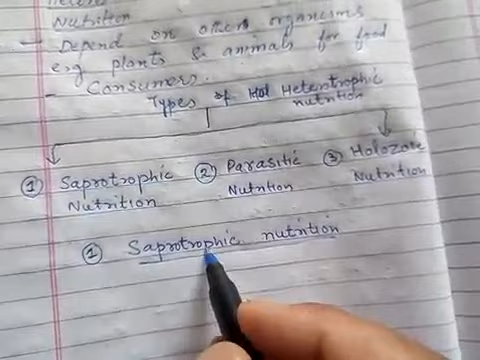 Nutrition
- Depend on other organisms
e.g plants & animals for food
- Consumers.
Types of Heterotrophic
nutrition
① Saprotrophic Nutrition
② Parasitic Nutrition
③ Holozoic Nutrition
① Saprotrophic nutrition